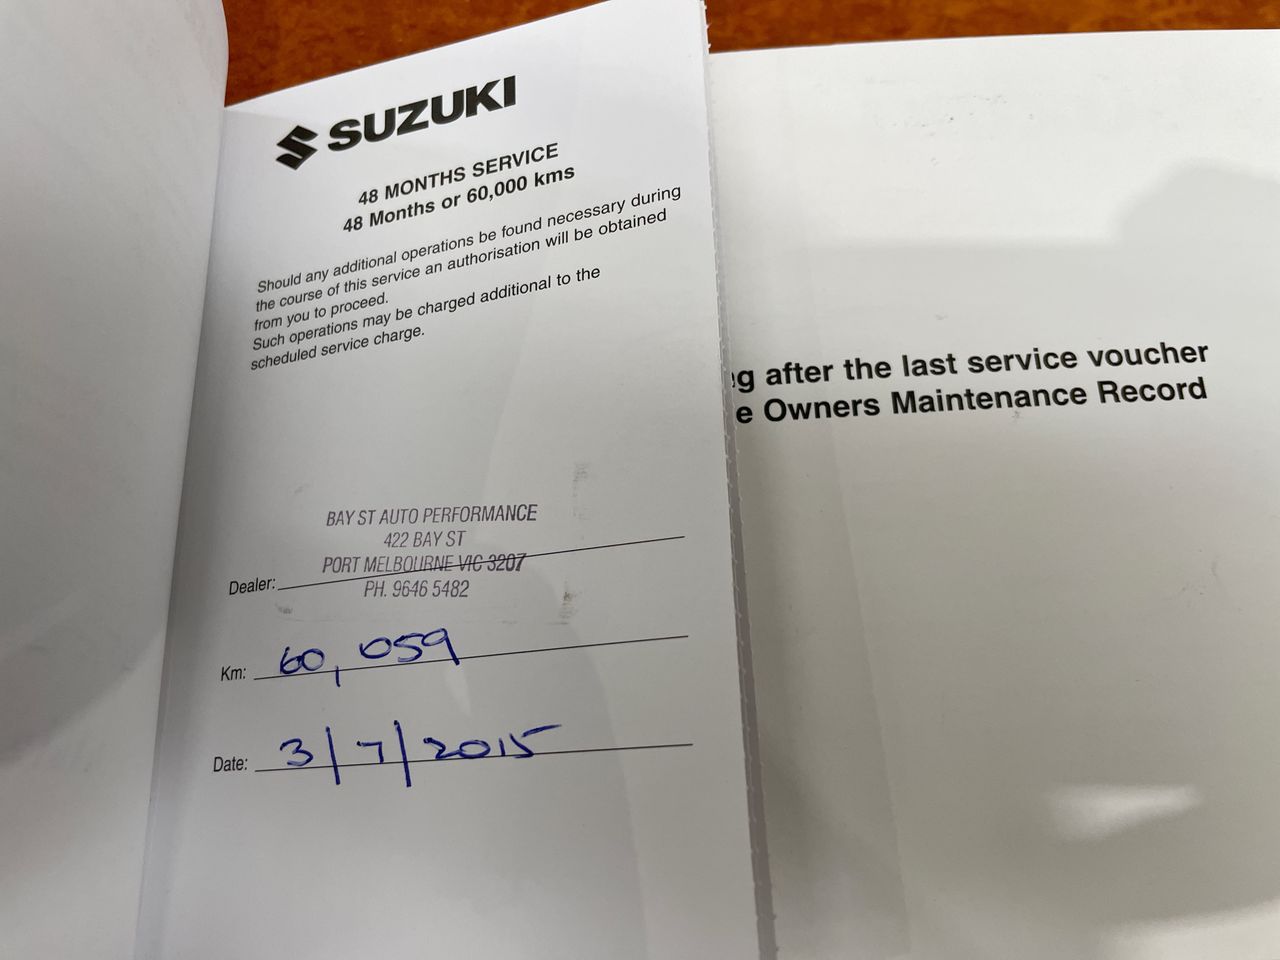 SUZUKI
48 MONTHS SERVICE
48 Months or 60,000 kms
Should any additional operations be found necessary during
the course of this service an authorisation will be obtained
from you to proceed.
Such operations may be charged additional to the
scheduled service charge.
BAY ST AUTO PERFORMANCE
422 BAY ST
PORT MELBOURNE VIC 3207
PH. 9646 5482
Dealer:
Km: 60,059
Date: 3/7/2015
after the last service voucher
Owners Maintenance Record